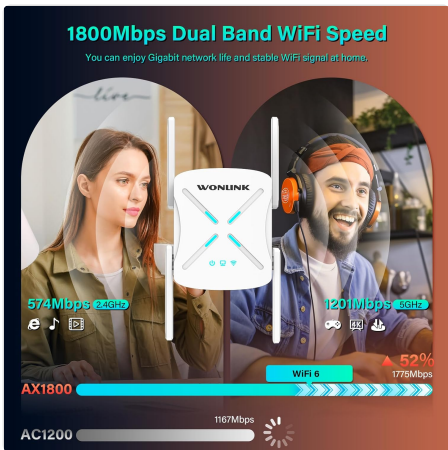 1800Mbps Dual Band WiFi Speed
You can enjoy Gigabit network life and stable WiFi signal at home.
live
WONLINK
574Mbps 2.4GHz
1201Mbps 5GHz
4K
52%
WiFi 6
1775Mbps
AX1800
1167Mbps
AC1200